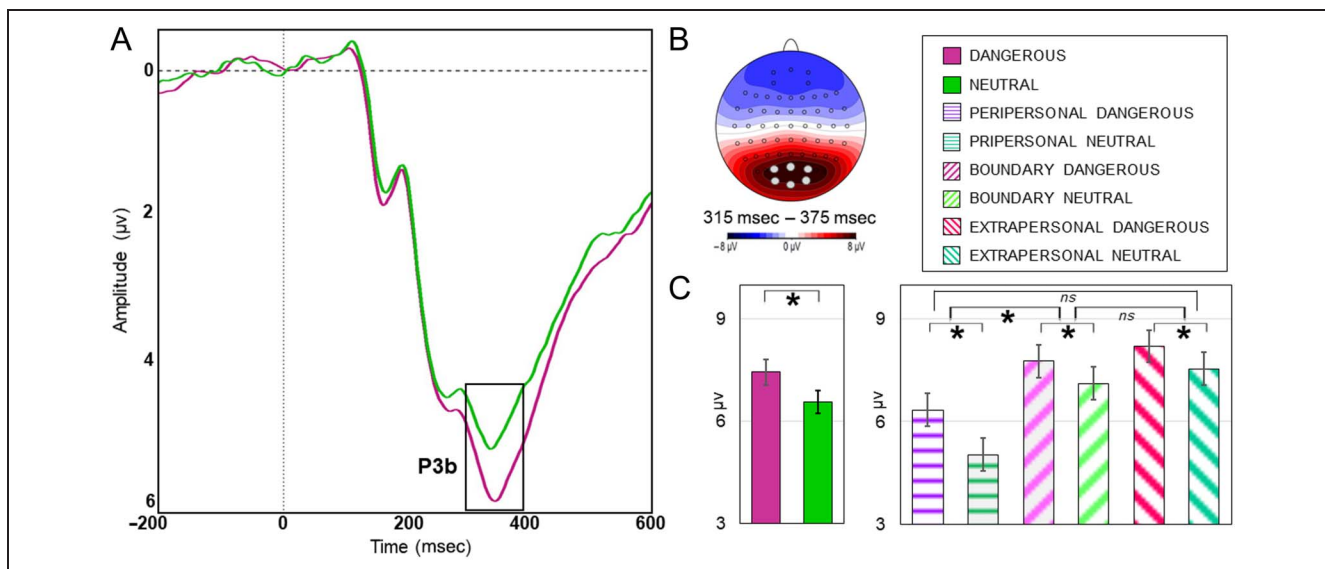 A
0
2
4
6
Amplitude (μv)
P3b
−200
0
200
400
600
Time (msec)
B
315 msec – 375 msec
−8 μV
0 μV
8 μV
DANGEROUS
NEUTRAL
PERIPERSONAL DANGEROUS
PRIPERSONAL NEUTRAL
BOUNDARY DANGEROUS
BOUNDARY NEUTRAL
EXTRAPERSONAL DANGEROUS
EXTRAPERSONAL NEUTRAL
C
9
μv
6
3
*
9
μv
6
3
ns
*
ns
*
*
*